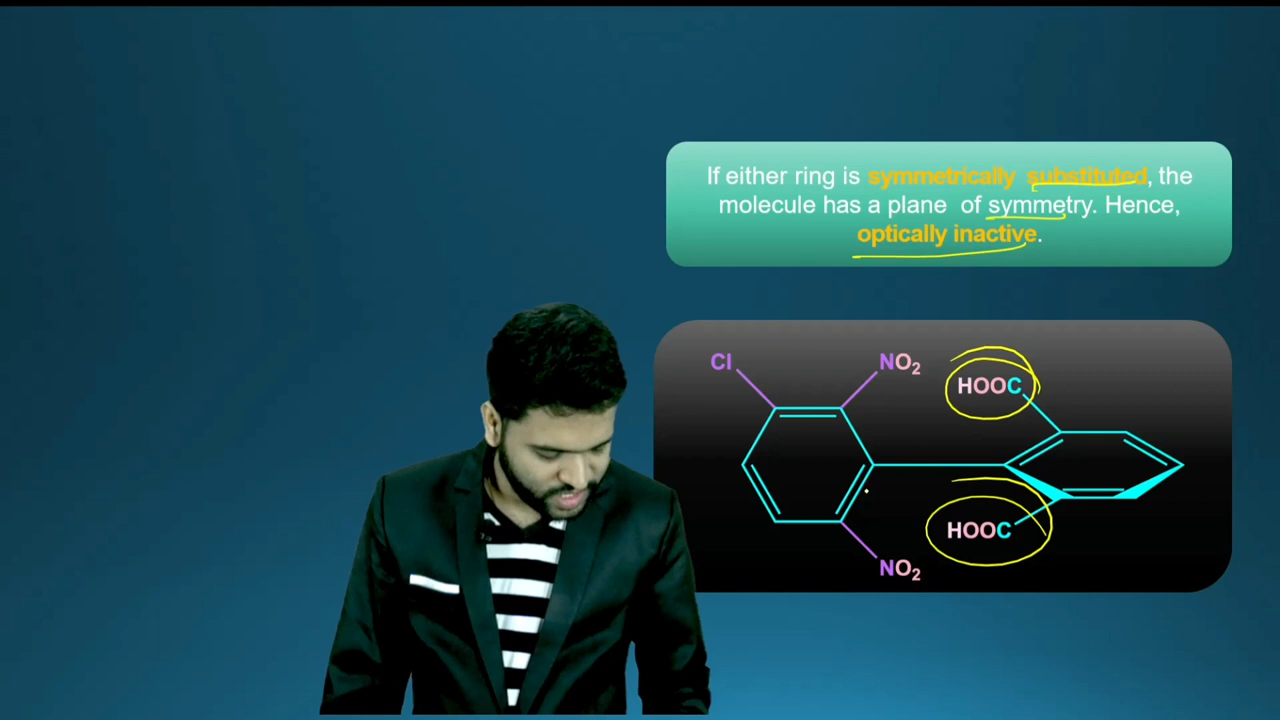 If either ring is symmetrically substituted, the
molecule has a plane of symmetry. Hence,
optically inactive.
Cl
NO₂
HOOC
HOOC
NO₂